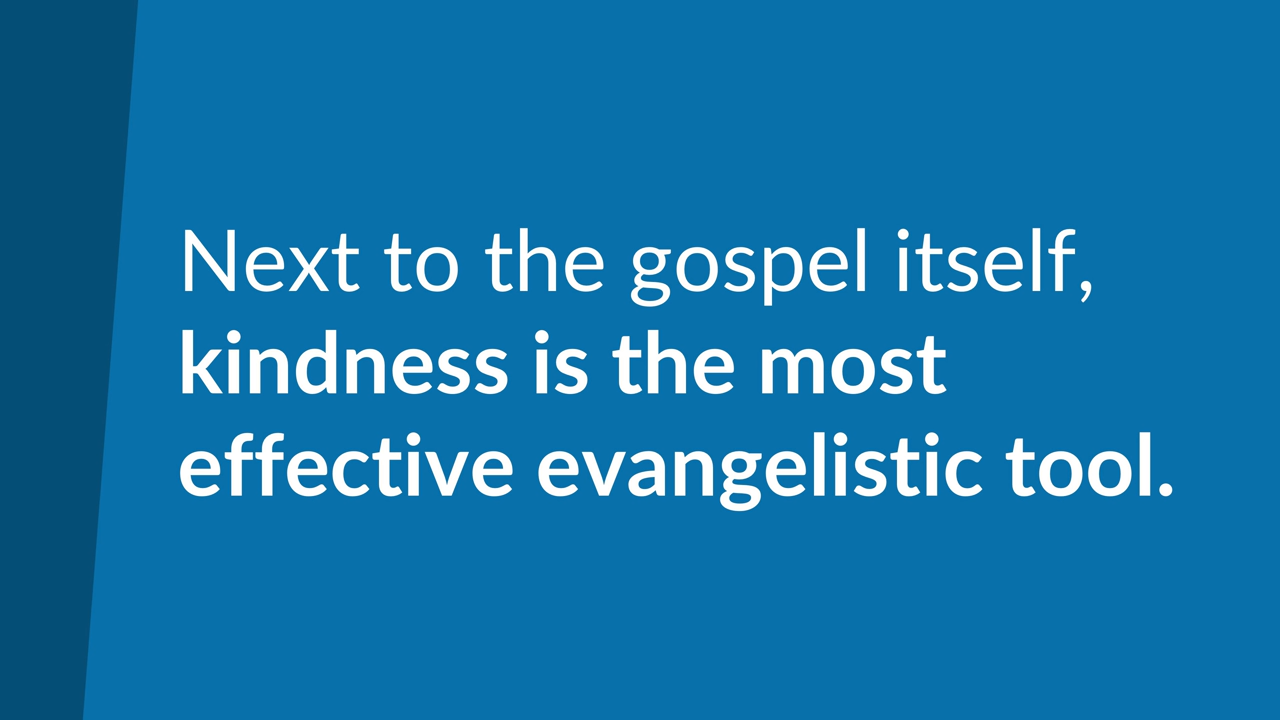 Next to the gospel itself,
kindness is the most
effective evangelistic tool.